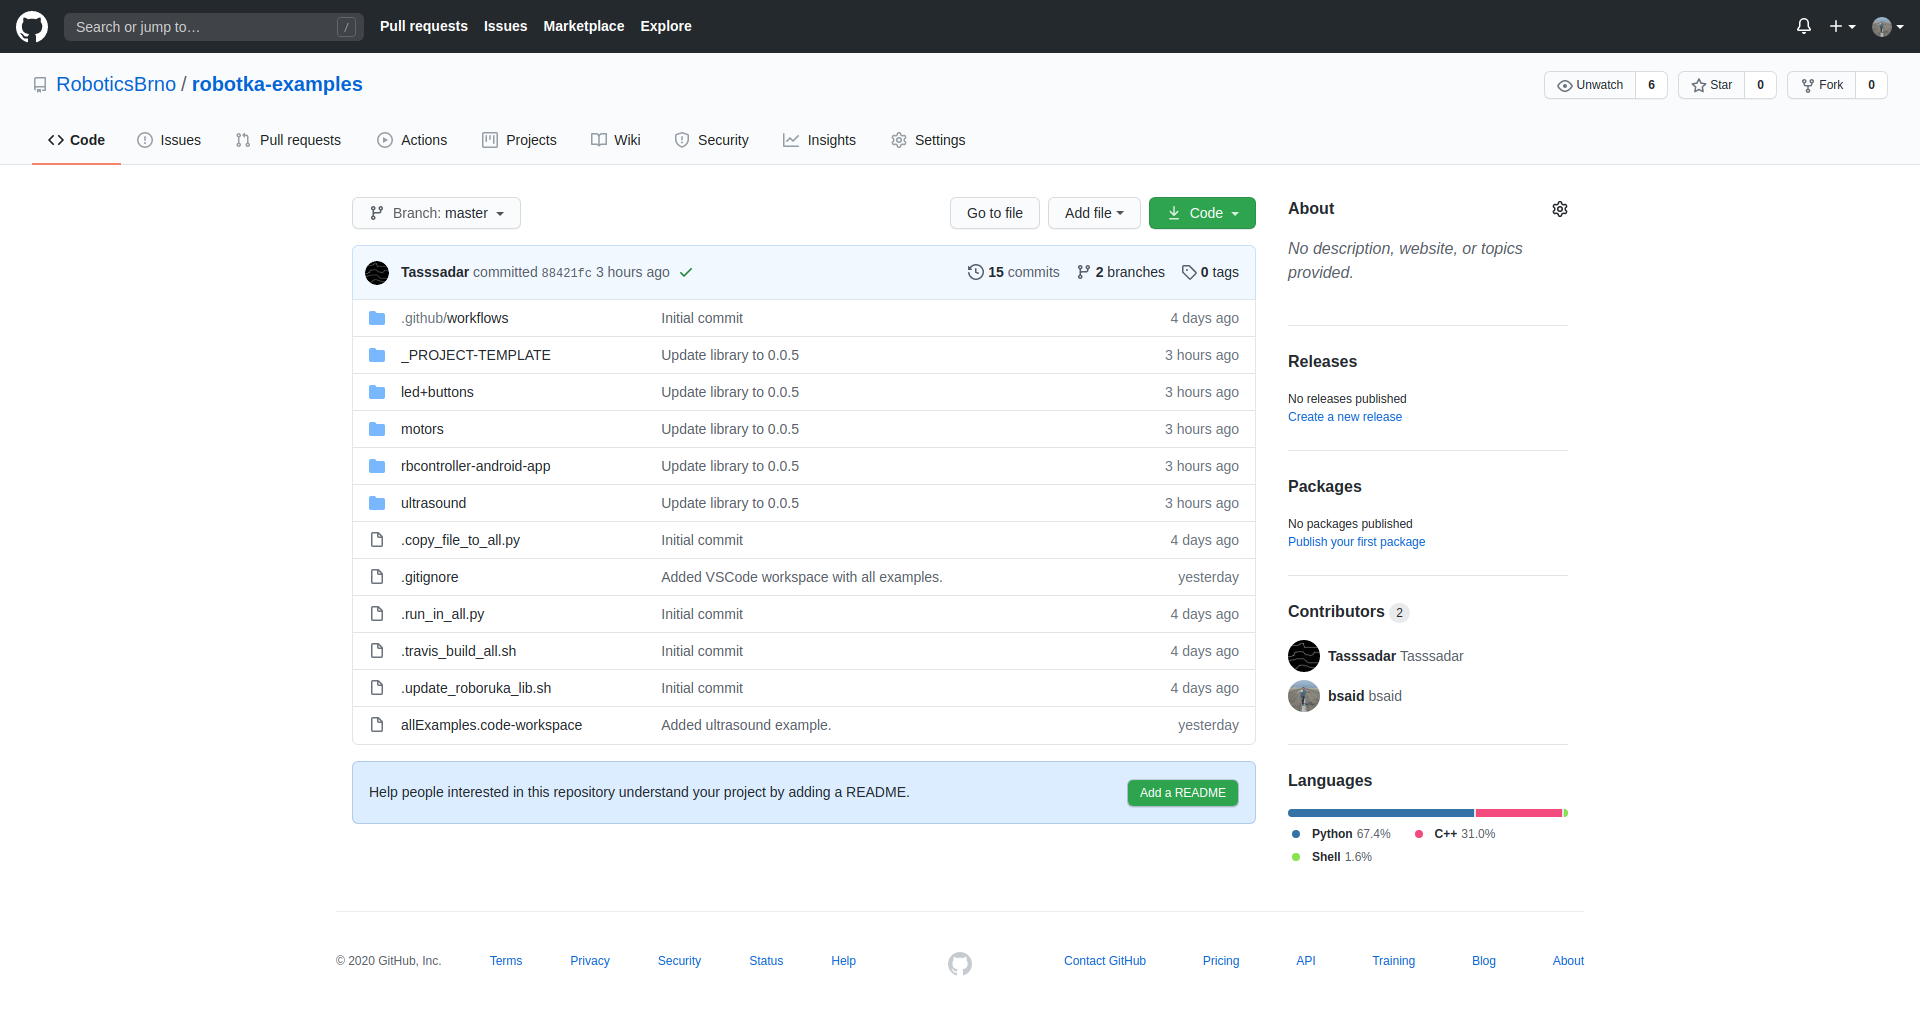 Search or jump to… /
Pull requests Issues Marketplace Explore
RoboticsBrno / robotka-examples
Unwatch 6 Star 0 Fork 0
Code Issues Pull requests Actions Projects Wiki Security Insights Settings
Branch: master Go to file Add file Code
Tasssadar committed 88421fc 3 hours ago 15 commits 2 branches 0 tags
.github/workflows Initial commit 4 days ago
_PROJECT-TEMPLATE Update library to 0.0.5 3 hours ago
led+buttons Update library to 0.0.5 3 hours ago
motors Update library to 0.0.5 3 hours ago
rbcontroller-android-app Update library to 0.0.5 3 hours ago
ultrasound Update library to 0.0.5 3 hours ago
.copy_file_to_all.py Initial commit 4 days ago
.gitignore Added VSCode workspace with all examples. yesterday
.run_in_all.py Initial commit 4 days ago
.travis_build_all.sh Initial commit 4 days ago
.update_roboruka_lib.sh Initial commit 4 days ago
allExamples.code-workspace Added ultrasound example. yesterday
Help people interested in this repository understand your project by adding a README. Add a README
About
No description, website, or topics
provided.
Releases
No releases published
Create a new release
Packages
No packages published
Publish your first package
Contributors 2
Tasssadar Tasssadar
bsaid bsaid
Languages
Python 67.4% C++ 31.0%
Shell 1.6%
© 2020 GitHub, Inc. Terms Privacy Security Status Help Contact GitHub Pricing API Training Blog About